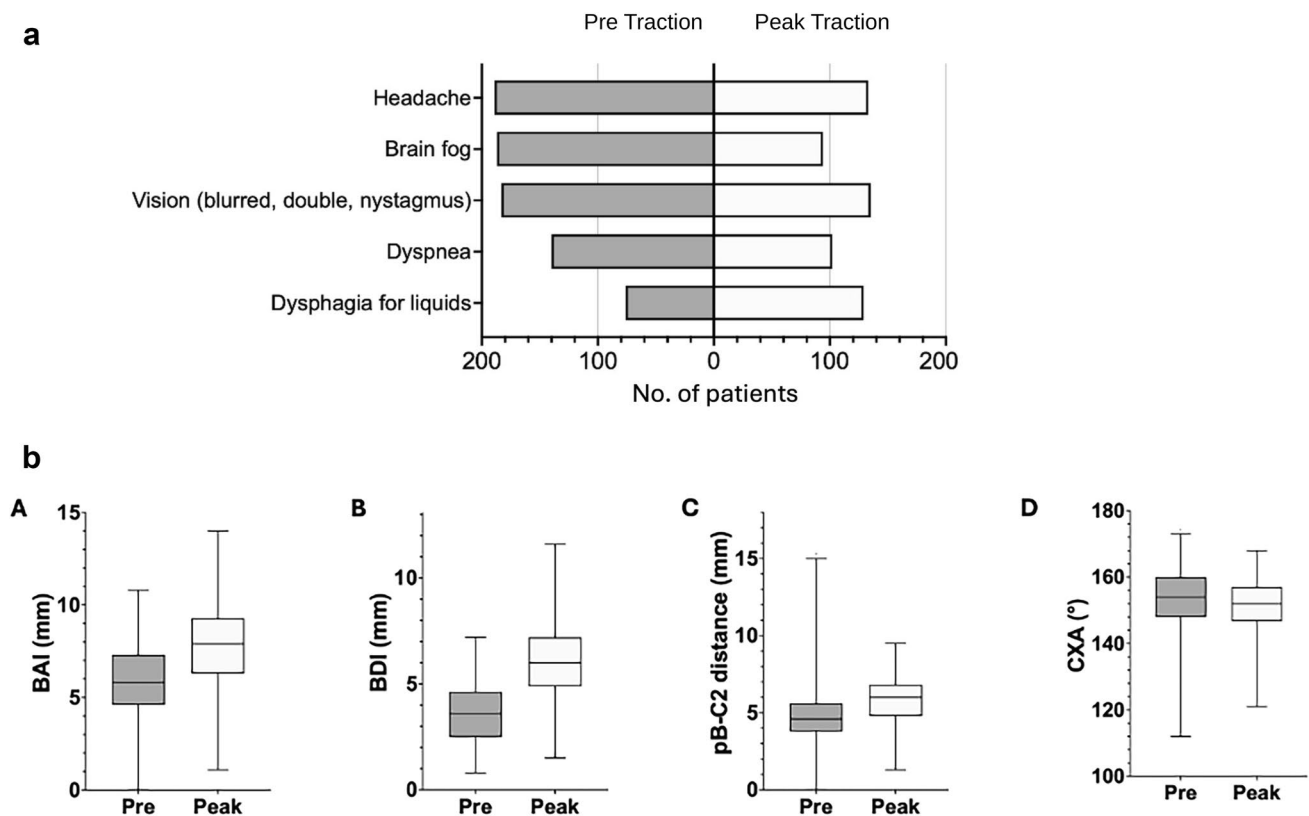 a
Pre Traction Peak Traction
Headache
Brain fog
Vision (blurred, double, nystagmus)
Dyspnea
Dysphagia for liquids
200 100 0 100 200
No. of patients
b
A
BAI (mm)
15
10
5
0
Pre Peak
B
BDI (mm)
10
5
0
Pre Peak
C
pB-C2 distance (mm)
15
10
5
0
Pre Peak
D
CXA (°)
180
160
140
120
100
Pre Peak